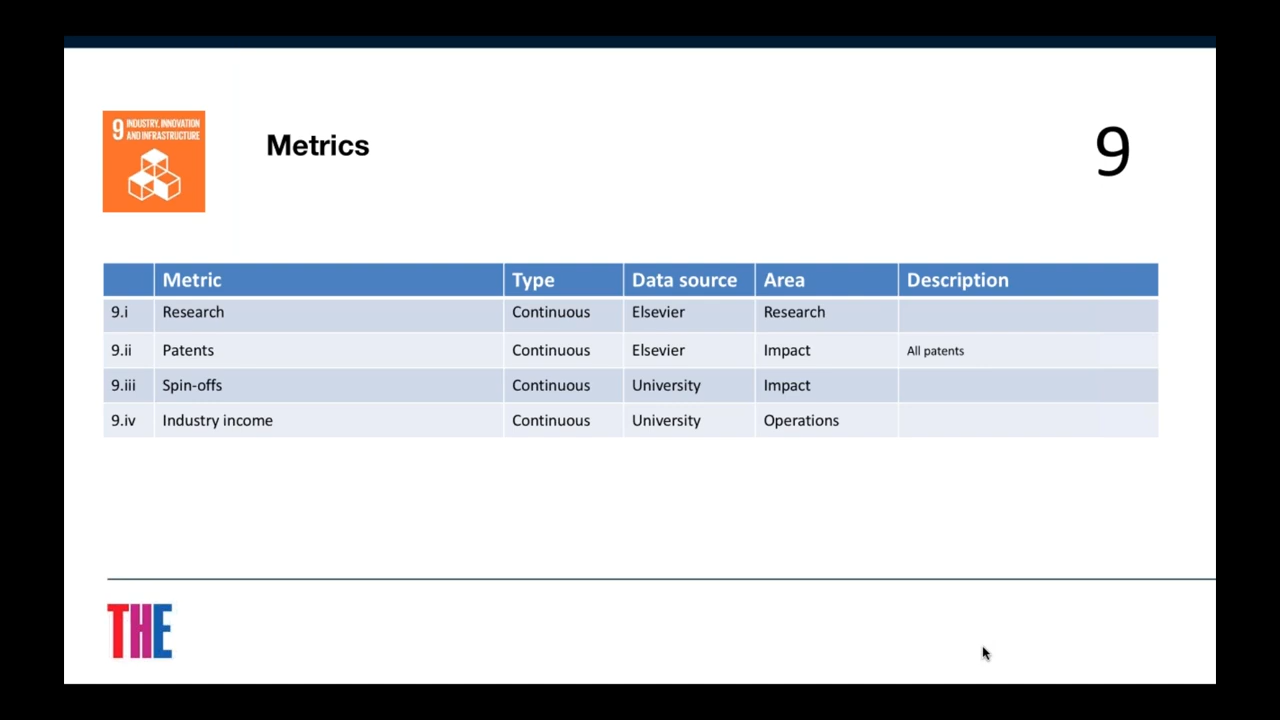 9 INDUSTRY, INNOVATION
AND INFRASTRUCTURE
Metrics
9
Metric Type Data source Area Description
9.i Research Continuous Elsevier Research
9.ii Patents Continuous Elsevier Impact All patents
9.iii Spin-offs Continuous University Impact
9.iv Industry income Continuous University Operations
THE